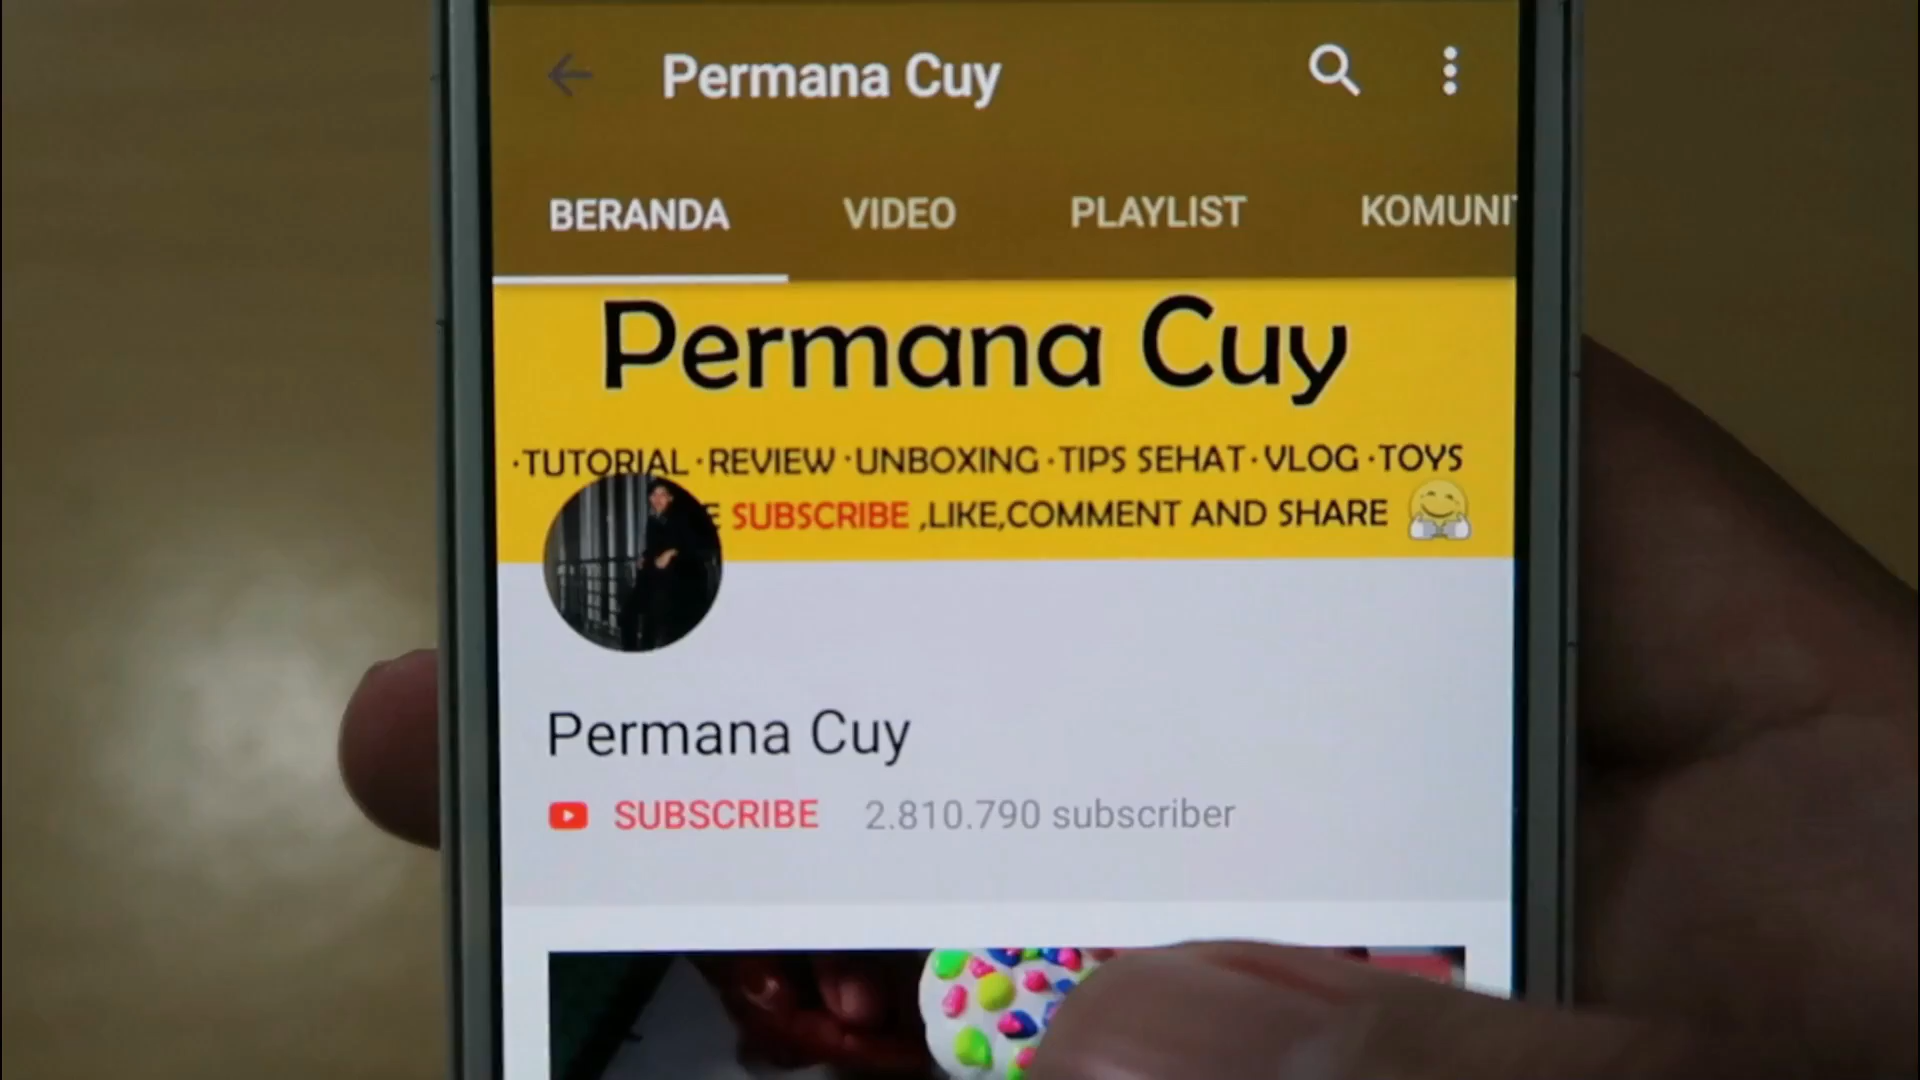 Permana Cuy
BERANDA VIDEO PLAYLIST KOMUNI
Permana Cuy
·TUTORIAL ·REVIEW ·UNBOXING ·TIPS SEHAT ·VLOG ·TOYS
SUBSCRIBE ,LIKE,COMMENT AND SHARE
Permana Cuy
SUBSCRIBE 2.810.790 subscriber